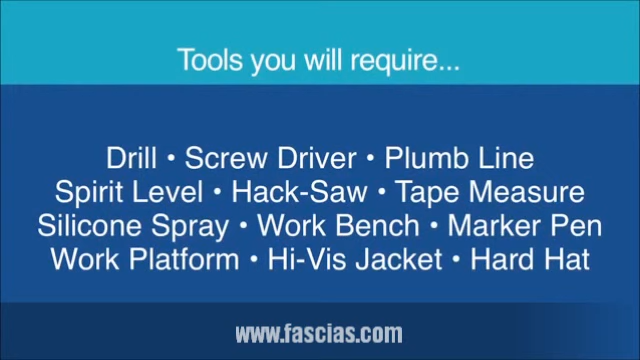 Tools you will require...
Drill • Screw Driver • Plumb Line
Spirit Level • Hack-Saw • Tape Measure
Silicone Spray • Work Bench • Marker Pen
Work Platform • Hi-Vis Jacket • Hard Hat
www.fascias.com